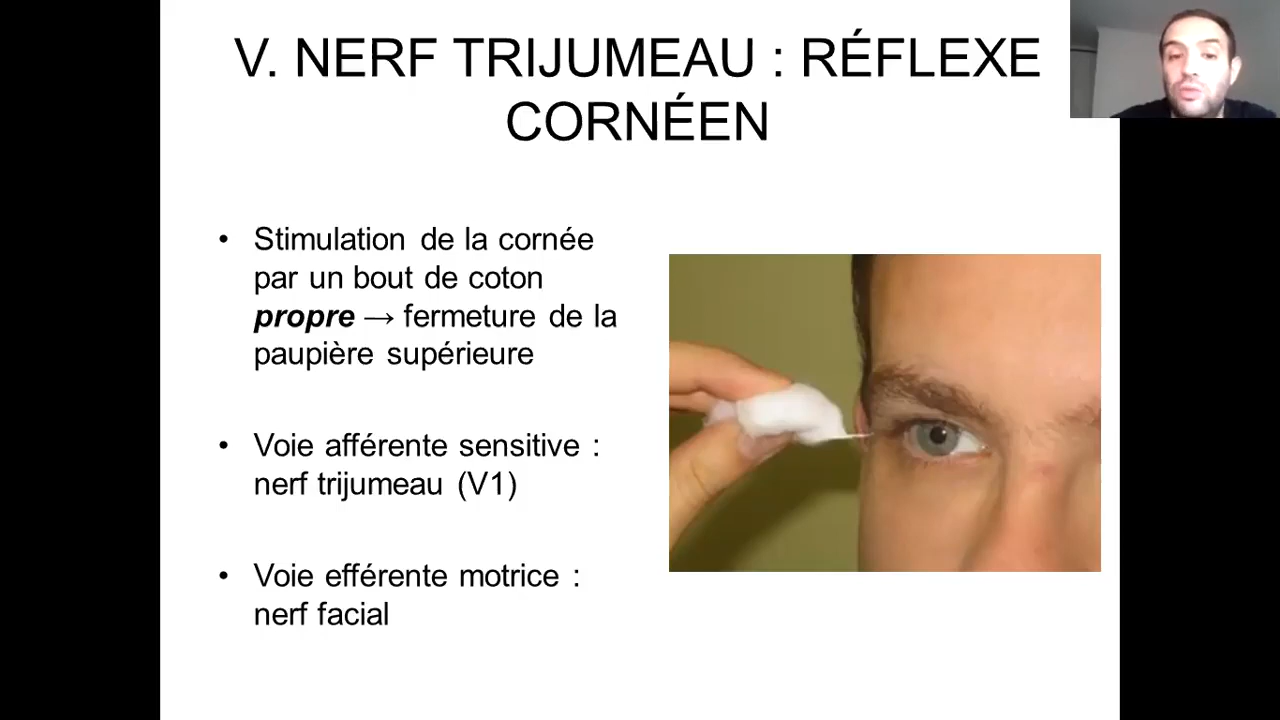 V. NERF TRIJUMEAU : RÉFLEXE
CORNÉEN
• Stimulation de la cornée
par un bout de coton
propre → fermeture de la
paupière supérieure
• Voie afférente sensitive :
nerf trijumeau (V1)
• Voie efférente motrice :
nerf facial